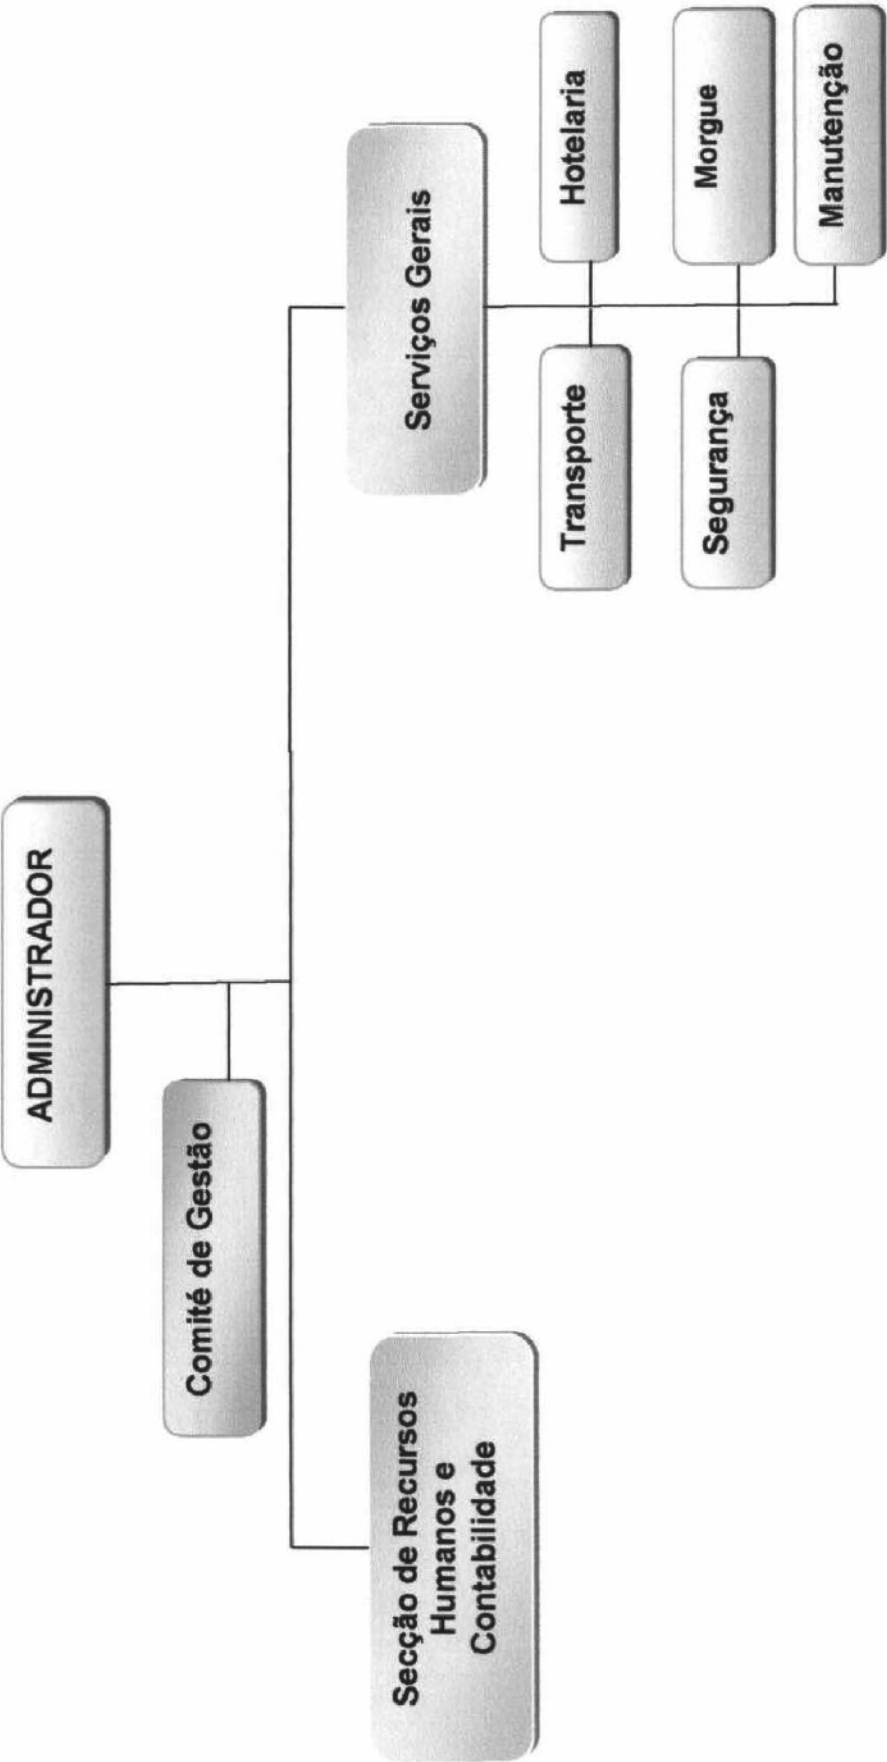 ADMINISTRADOR
Comité de Gestão
Secção de Recursos
Humanos e
Contabilidade
Serviços Gerais
Transporte
Hotelaria
Segurança
Morgue
Manutenção